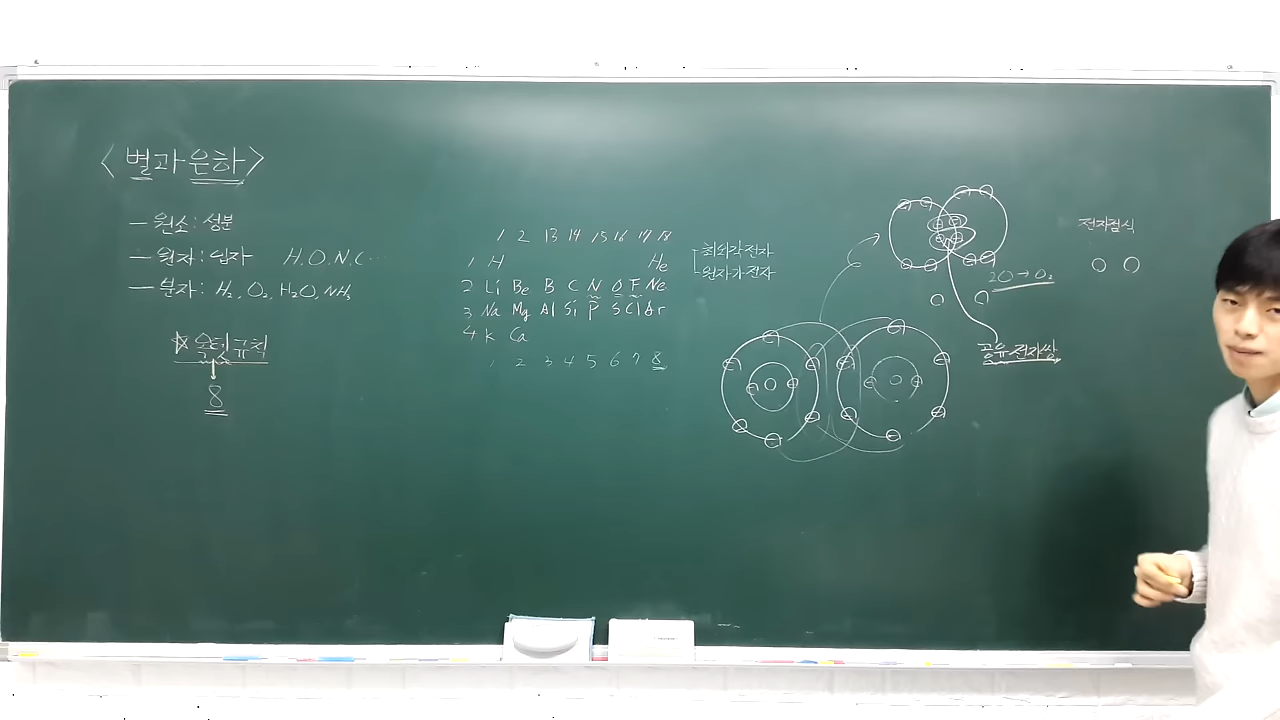 <별과 은하>
- 원소 : 성분
- 원자 : 입자 H, O, N, C ...
- 분자 : H₂, O₂, H₂O, NH₃
☆ 옥텟 규칙
8
1 2 13 14 15 16 17 18
1 H He
2 Li Be B C N O F Ne
3 Na Mg Al Si P S Cl Ar
4 K Ca
1 2 3 4 5 6 7 8
최외각 전자
원자가 전자
2O → O₂
공유 전자쌍
전자점식
O O